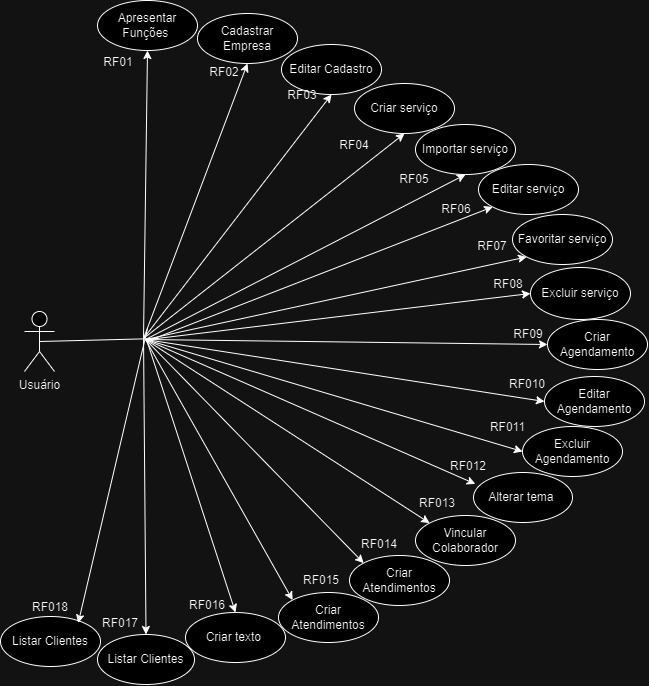 Apresentar
Funções
RF01
Cadastrar
Empresa
RF02
Editar Cadastro
RF03
Criar serviço
RF04
Importar serviço
RF05
Editar serviço
RF06
Favoritar serviço
RF07
Excluir serviço
RF08
Criar
Agendamento
RF09
Usuário
Editar
Agendamento
RF010
Excluir
Agendamento
RF011
Alterar tema
RF012
Vincular
Colaborador
RF013
Criar
Atendimentos
RF014
Criar
Atendimentos
RF015
Criar texto
RF016
Listar Clientes
RF017
Listar Clientes
RF018